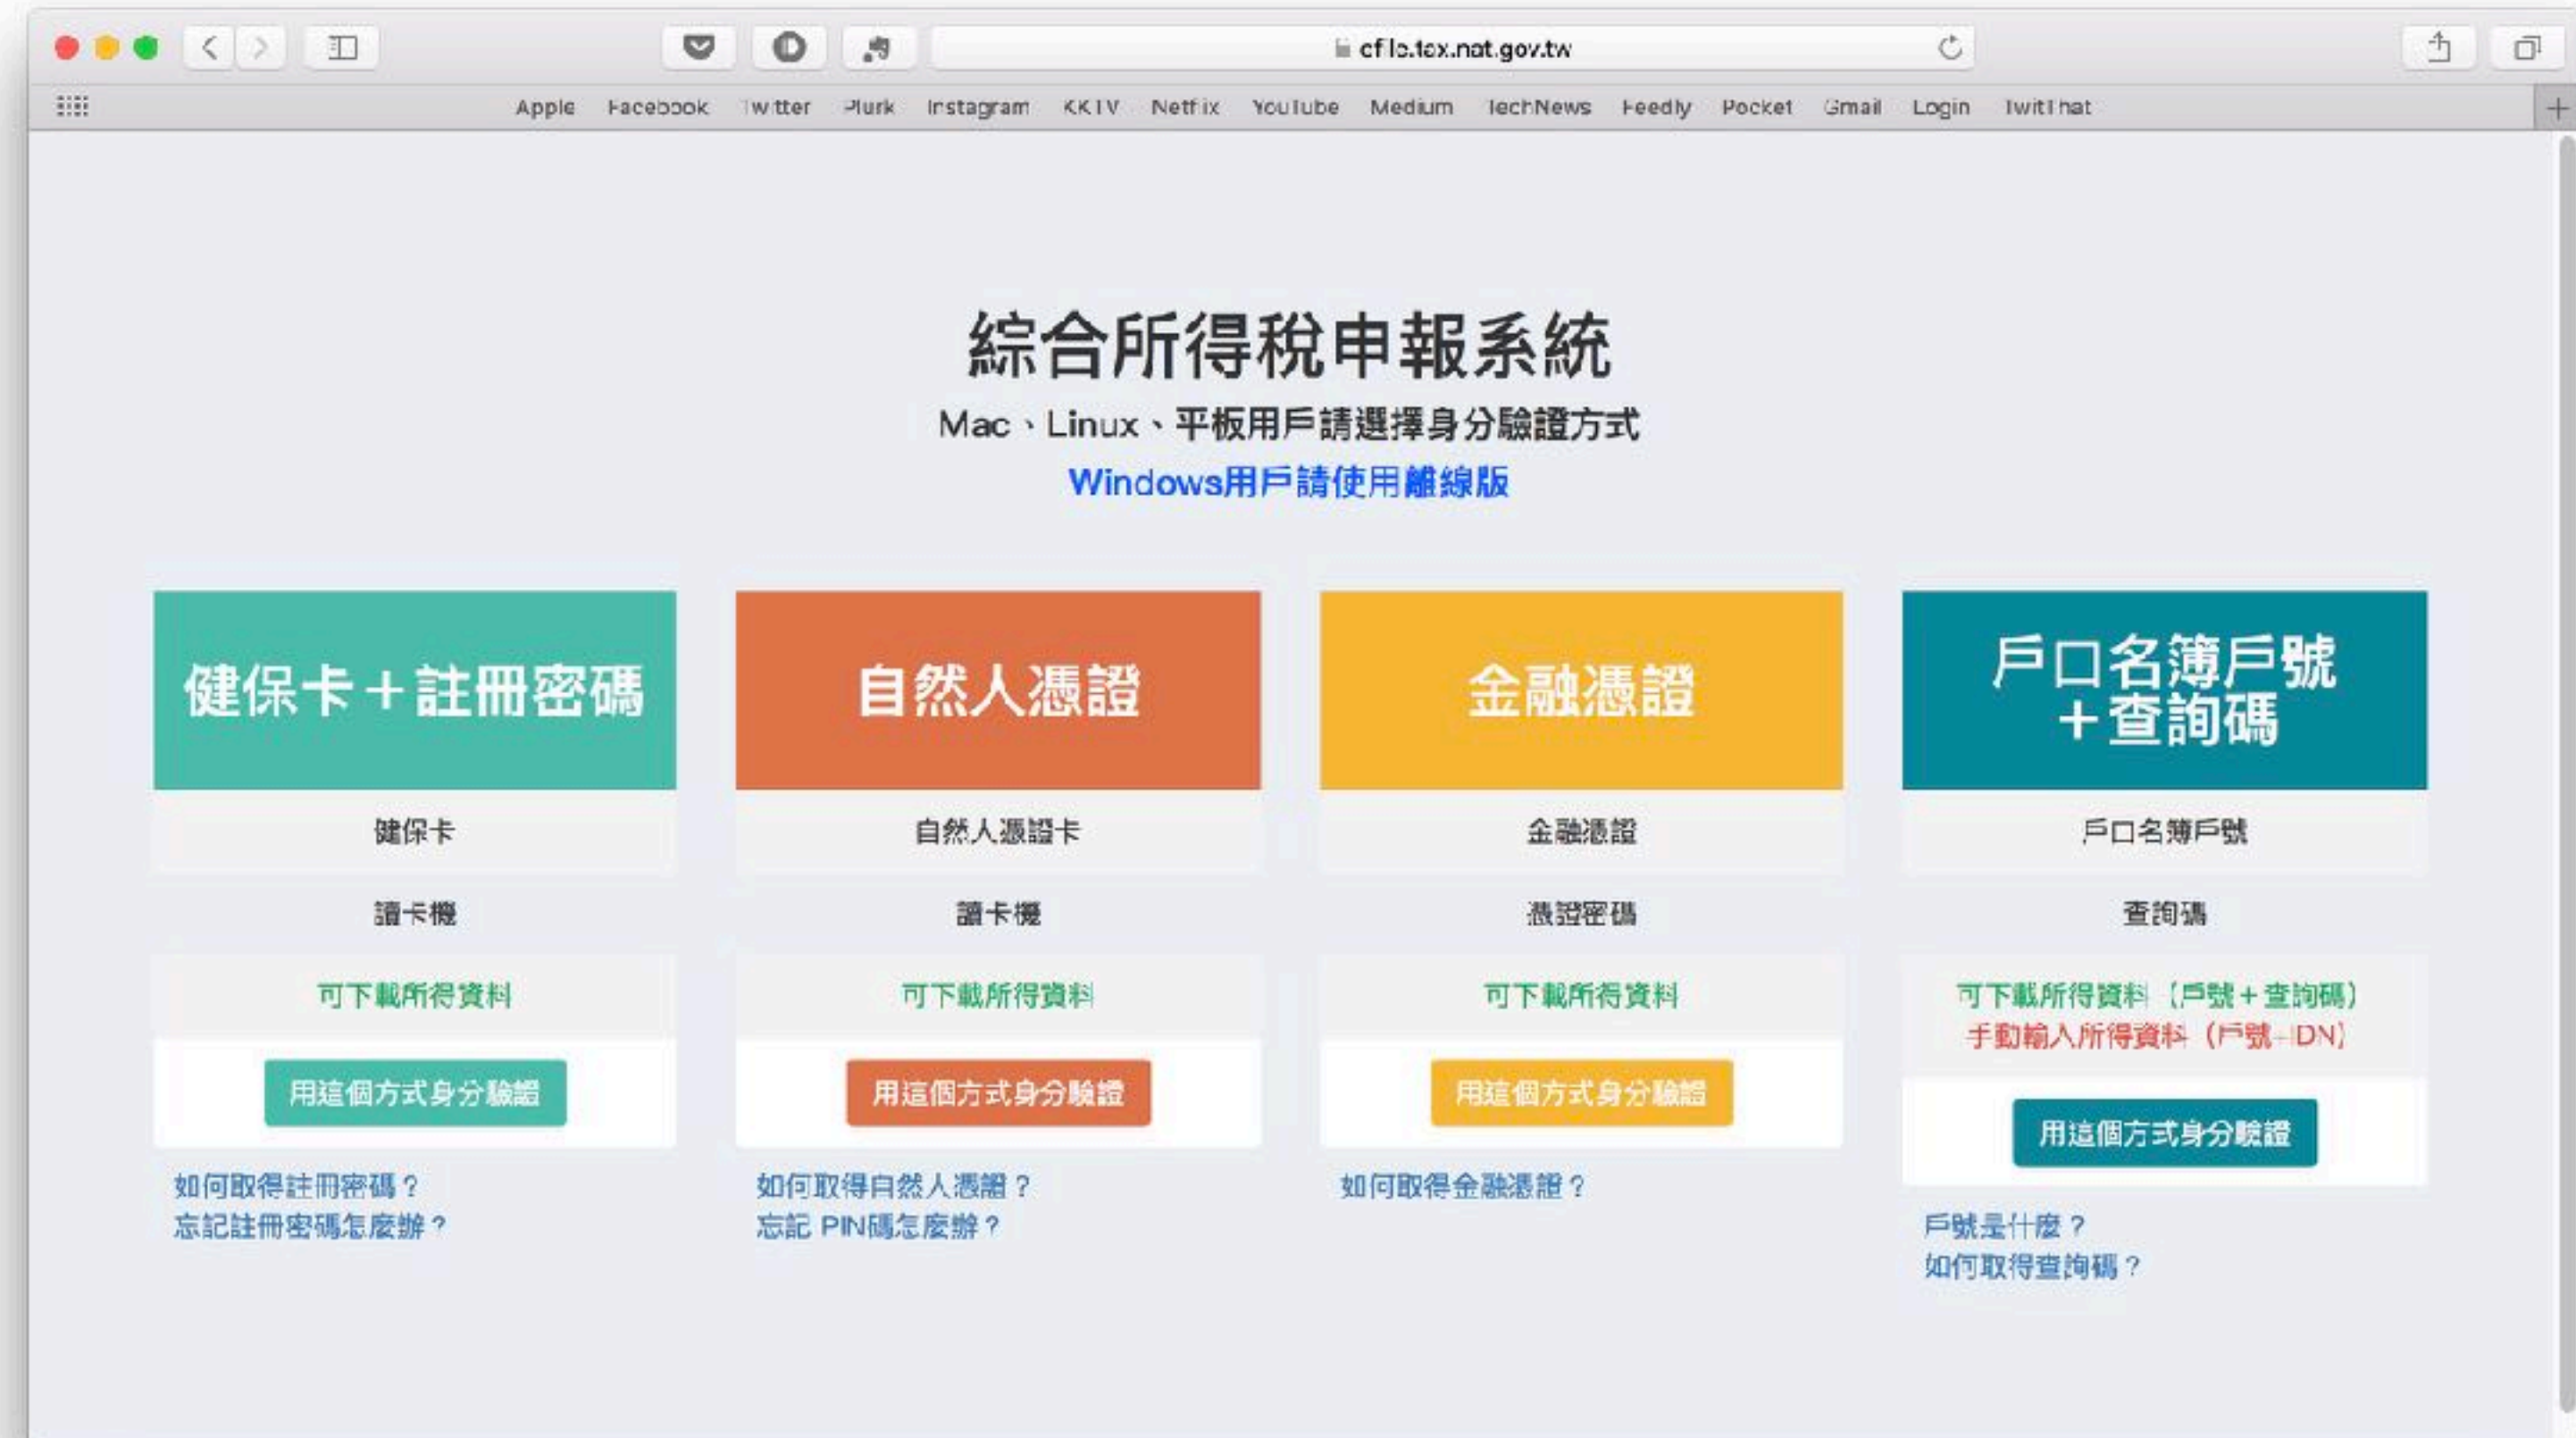 efile.tax.nat.gov.tw
Apple Facebook Twitter Plurk Instagram KKTV Netflix YouTube Medium TechNews Feedly Pocket Gmail Login TwitThat
綜合所得稅申報系統
Mac、Linux、平板用戶請選擇身分驗證方式
Windows用戶請使用離線版
健保卡＋註冊密碼
健保卡
讀卡機
可下載所得資料
用這個方式身分驗證
如何取得註冊密碼？
忘記註冊密碼怎麼辦？
自然人憑證
自然人憑證卡
讀卡機
可下載所得資料
用這個方式身分驗證
如何取得自然人憑證？
忘記 PIN碼怎麼辦？
金融憑證
金融憑證
憑證密碼
可下載所得資料
用這個方式身分驗證
如何取得金融憑證？
戶口名簿戶號
＋查詢碼
戶口名簿戶號
查詢碼
可下載所得資料（戶號＋查詢碼）
手動輸入所得資料（戶號+IDN）
用這個方式身分驗證
戶號是什麼？
如何取得查詢碼？